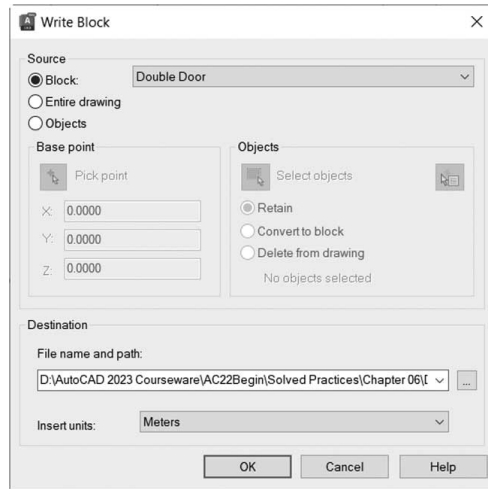 Write Block
Source
Block:
Double Door
Entire drawing
Objects
Base point
Pick point
X: 0.0000
Y: 0.0000
Z: 0.0000
Objects
Select objects
Retain
Convert to block
Delete from drawing
No objects selected
Destination
File name and path:
D:\AutoCAD 2023 Courseware\AC22Begin\Solved Practices\Chapter 06\
...
Insert units: Meters
OK Cancel Help